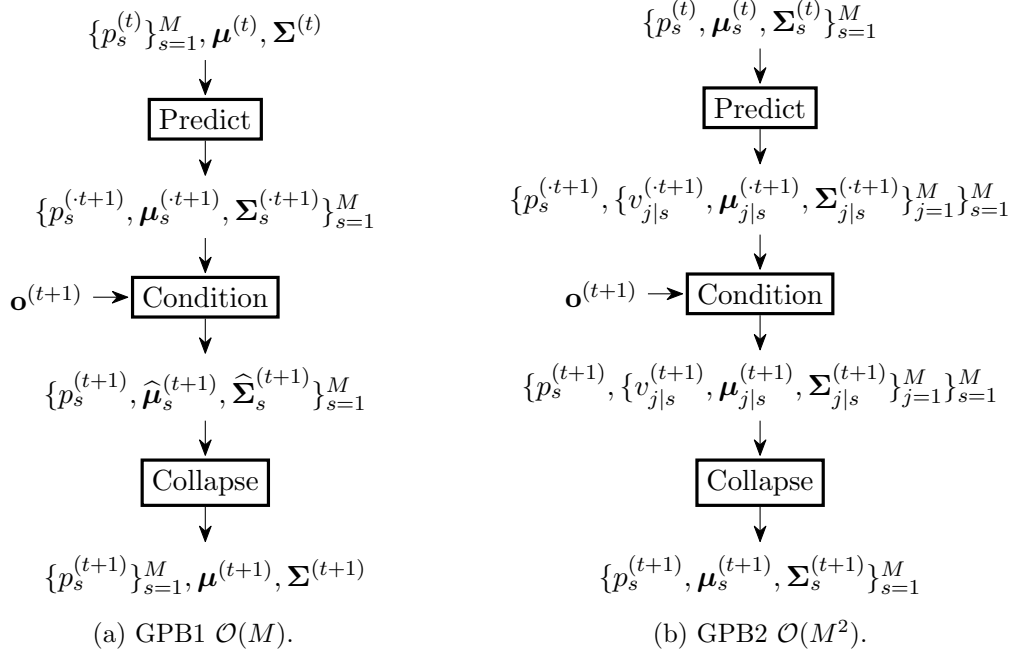 {p_s^{(t)}}_{s=1}^M, μ^{(t)}, Σ^{(t)}
Predict
{p_s^{(·t+1)}, μ_s^{(·t+1)}, Σ_s^{(·t+1)}}_{s=1}^M
o^{(t+1)}
Condition
{p_s^{(t+1)}, \widehat{μ}_s^{(t+1)}, \widehat{Σ}_s^{(t+1)}}_{s=1}^M
Collapse
{p_s^{(t+1)}}_{s=1}^M, μ^{(t+1)}, Σ^{(t+1)}
(a) GPB1 𝒪(M).
{p_s^{(t)}, μ_s^{(t)}, Σ_s^{(t)}}_{s=1}^M
Predict
{p_s^{(·t+1)}, {v_{j|s}^{(·t+1)}, μ_{j|s}^{(·t+1)}, Σ_{j|s}^{(·t+1)}}_{j=1}^M}_{s=1}^M
o^{(t+1)}
Condition
{p_s^{(t+1)}, {v_{j|s}^{(t+1)}, μ_{j|s}^{(t+1)}, Σ_{j|s}^{(t+1)}}_{j=1}^M}_{s=1}^M
Collapse
{p_s^{(t+1)}, μ_s^{(t+1)}, Σ_s^{(t+1)}}_{s=1}^M
(b) GPB2 𝒪(M^2).